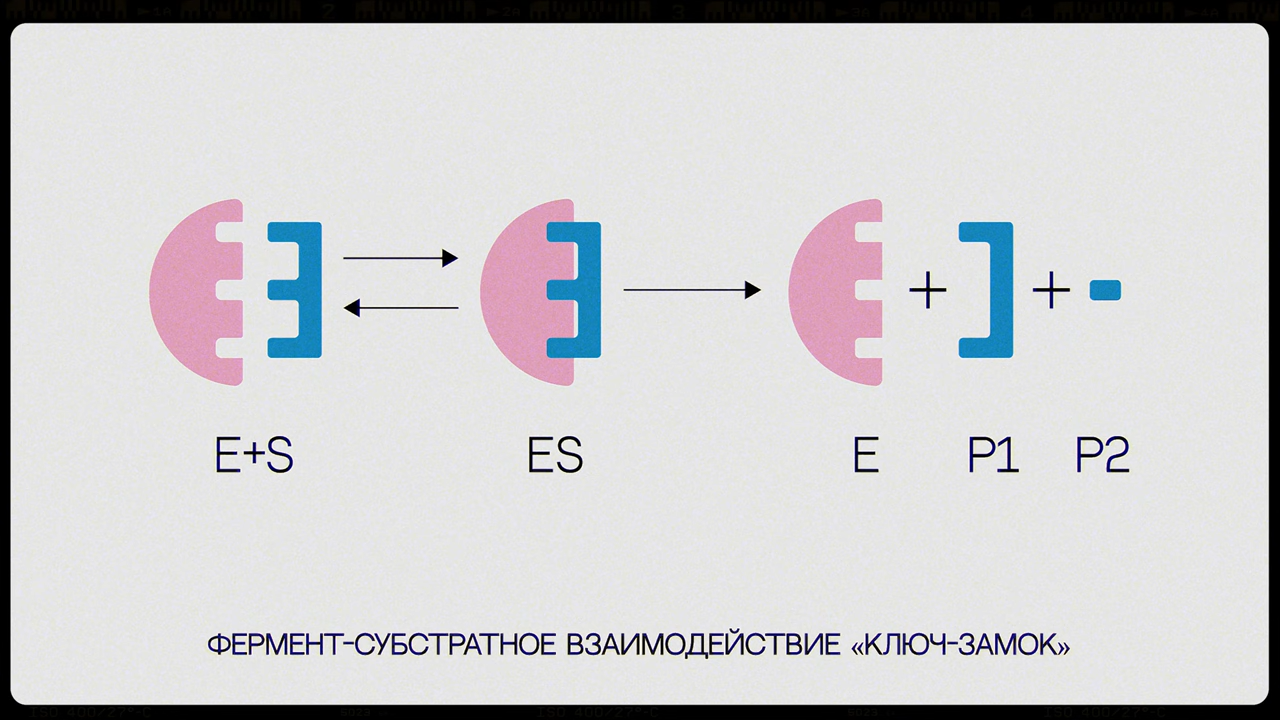 E+S ES E P1 P2
ФЕРМЕНТ-СУБСТРАТНОЕ ВЗАИМОДЕЙСТВИЕ «КЛЮЧ-ЗАМОК»